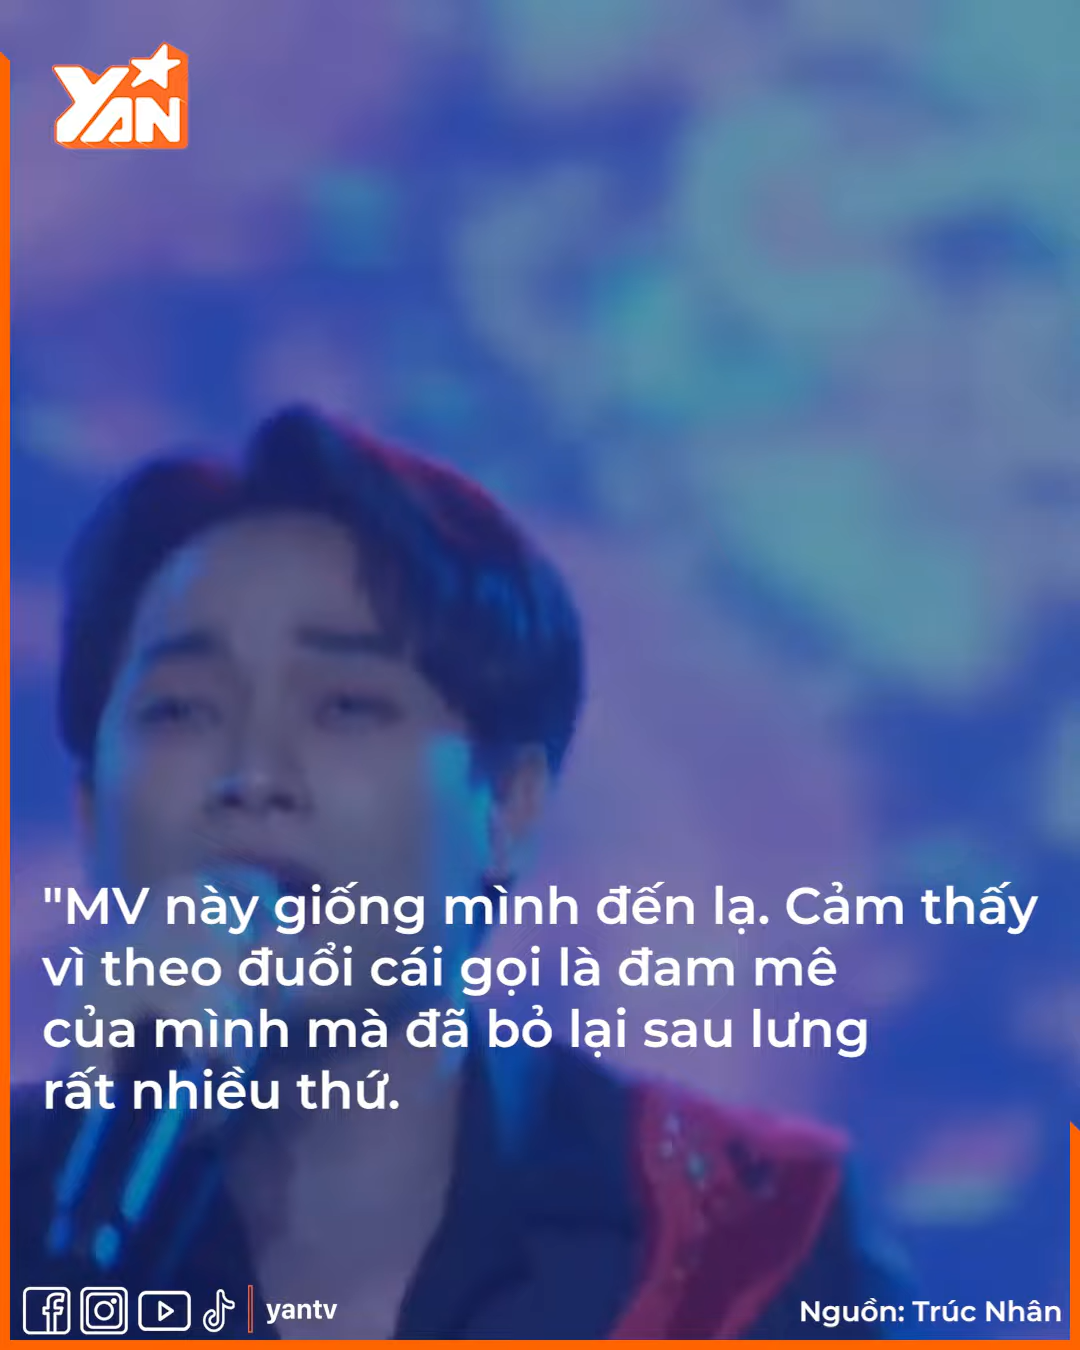 YAN
"MV này giống mình đến lạ. Cảm thấy
vì theo đuổi cái gọi là đam mê
của mình mà đã bỏ lại sau lưng
rất nhiều thứ.
yantv
Nguồn: Trúc Nhân